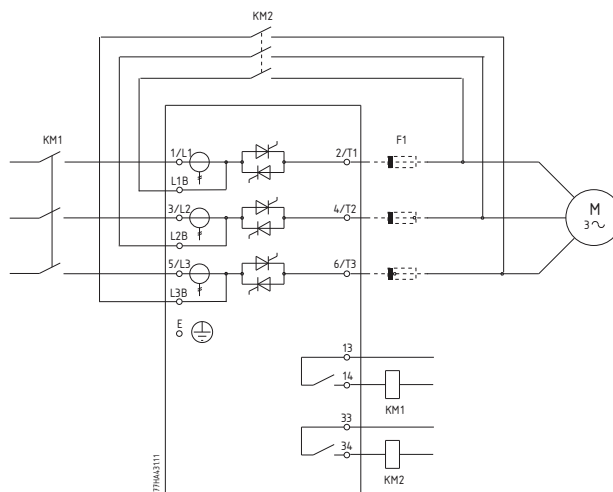 KM2
KM1
F1
1/L1
2/T1
L1B
M
3/L2
4/T2
3~
L2B
5/L3
6/T3
L3B
E
13
14
KM1
33
34
KM2